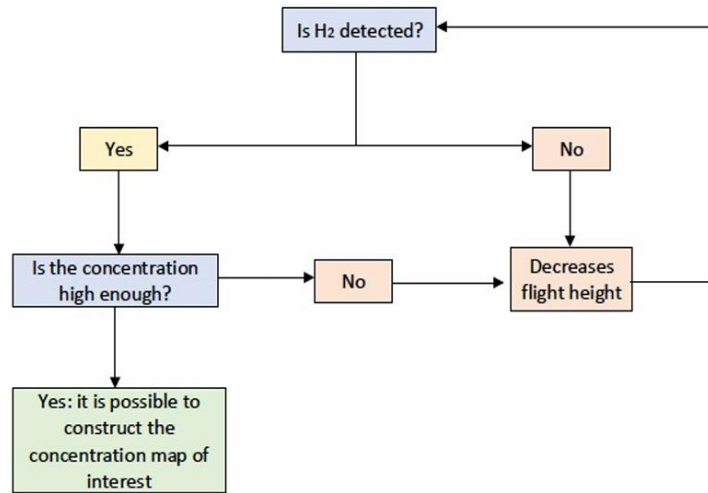 Is H₂ detected?
Yes
No
Is the concentration
high enough?
No
Decreases
flight height
Yes: it is possible to
construct the
concentration map of
interest